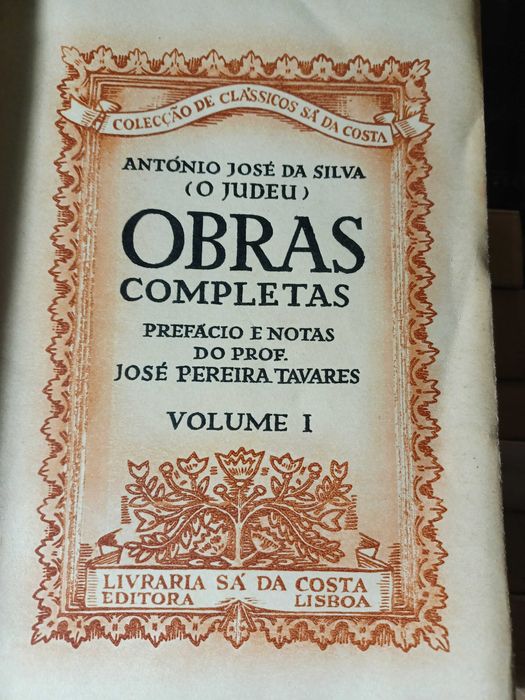 COLECÇÃO DE CLÁSSICOS SÁ DA COSTA
ANTÓNIO JOSÉ DA SILVA
(O JUDEU)
OBRAS
COMPLETAS
PREFÁCIO E NOTAS
DO PROF.
JOSÉ PEREIRA TAVARES
VOLUME I
LIVRARIA SÁ DA COSTA
EDITORA LISBOA